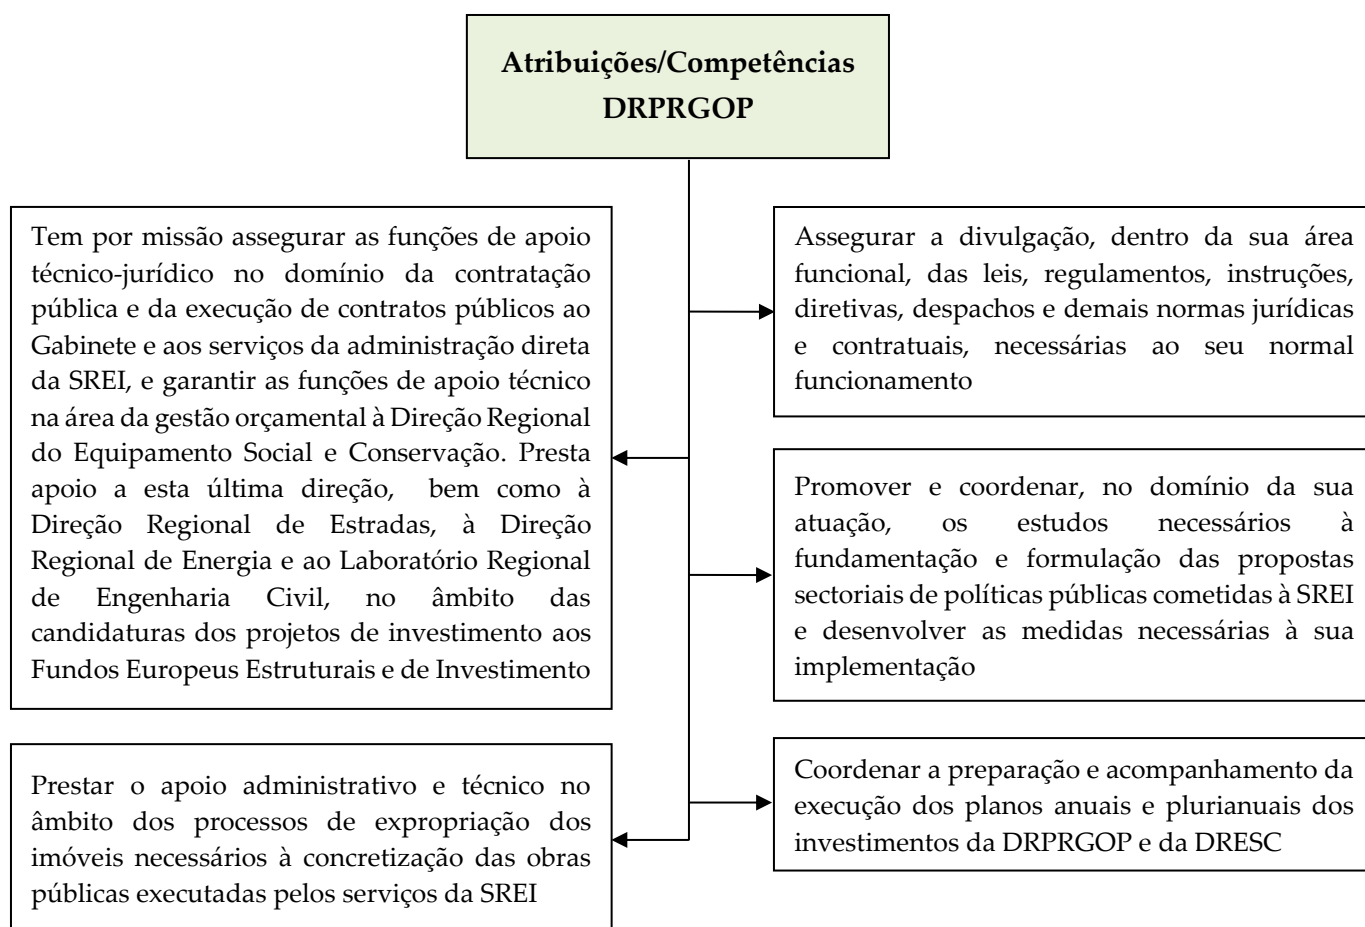 Atribuições/Competências
DRPRGOP
Tem por missão assegurar as funções de apoio
técnico-jurídico no domínio da contratação
pública e da execução de contratos públicos ao
Gabinete e aos serviços da administração direta
da SREI, e garantir as funções de apoio técnico
na área da gestão orçamental à Direção Regional
do Equipamento Social e Conservação. Presta
apoio a esta última direção, bem como à
Direção Regional de Estradas, à Direção
Regional de Energia e ao Laboratório Regional
de Engenharia Civil, no âmbito das
candidaturas dos projetos de investimento aos
Fundos Europeus Estruturais e de Investimento
Prestar o apoio administrativo e técnico no
âmbito dos processos de expropriação dos
imóveis necessários à concretização das obras
públicas executadas pelos serviços da SREI
Assegurar a divulgação, dentro da sua área
funcional, das leis, regulamentos, instruções,
diretivas, despachos e demais normas jurídicas
e contratuais, necessárias ao seu normal
funcionamento
Promover e coordenar, no domínio da sua
atuação, os estudos necessários à
fundamentação e formulação das propostas
sectoriais de políticas públicas cometidas à SREI
e desenvolver as medidas necessárias à sua
implementação
Coordenar a preparação e acompanhamento da
execução dos planos anuais e plurianuais dos
investimentos da DRPRGOP e da DRESC